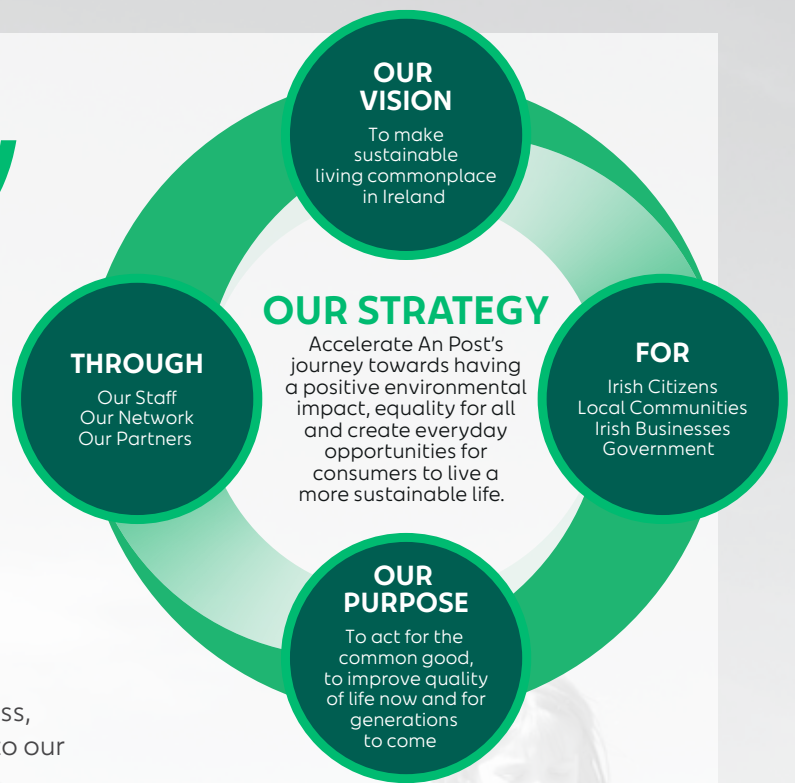 OUR
VISION
To make
sustainable
living commonplace
in Ireland
OUR STRATEGY
Accelerate An Post's
journey towards having
a positive environmental
impact, equality for all
and create everyday
opportunities for
consumers to live a
more sustainable life.
THROUGH
Our Staff
Our Network
Our Partners
FOR
Irish Citizens
Local Communities
Irish Businesses
Government
OUR
PURPOSE
To act for the
common good,
to improve quality
of life now and for
generations
to come
ss,
to our